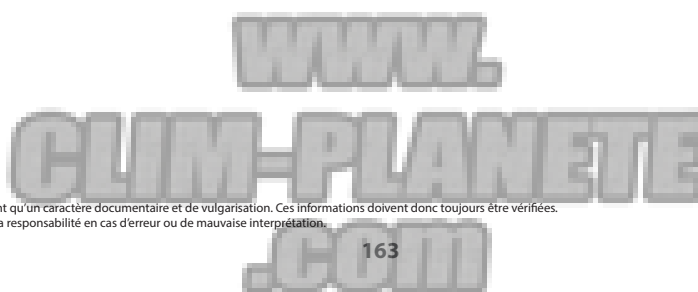 WWW.
CLIM-PLANETE
nt qu'un caractère documentaire et de vulgarisation. Ces informations doivent donc toujours être vérifiées.
a responsabilité en cas d'erreur ou de mauvaise interprétation.
163
.COM